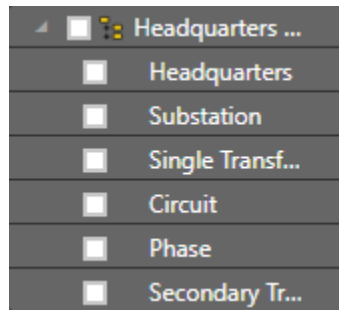 Headquarters ...
Headquarters
Substation
Single Transf...
Circuit
Phase
Secondary Tr...